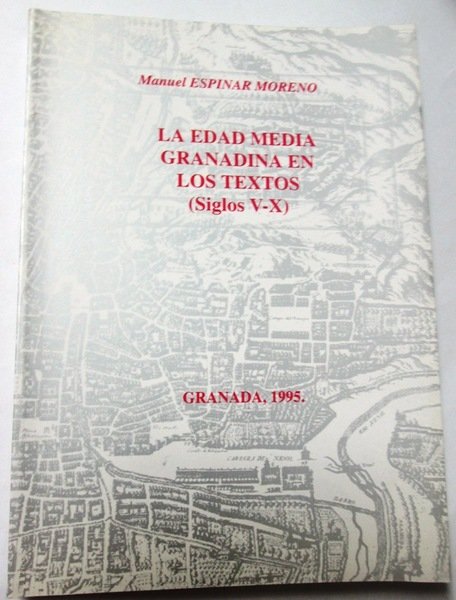 Manuel ESPINAR MORENO
LA EDAD MEDIA
GRANADINA EN
LOS TEXTOS
(Siglos V-X)
GRANADA, 1995.